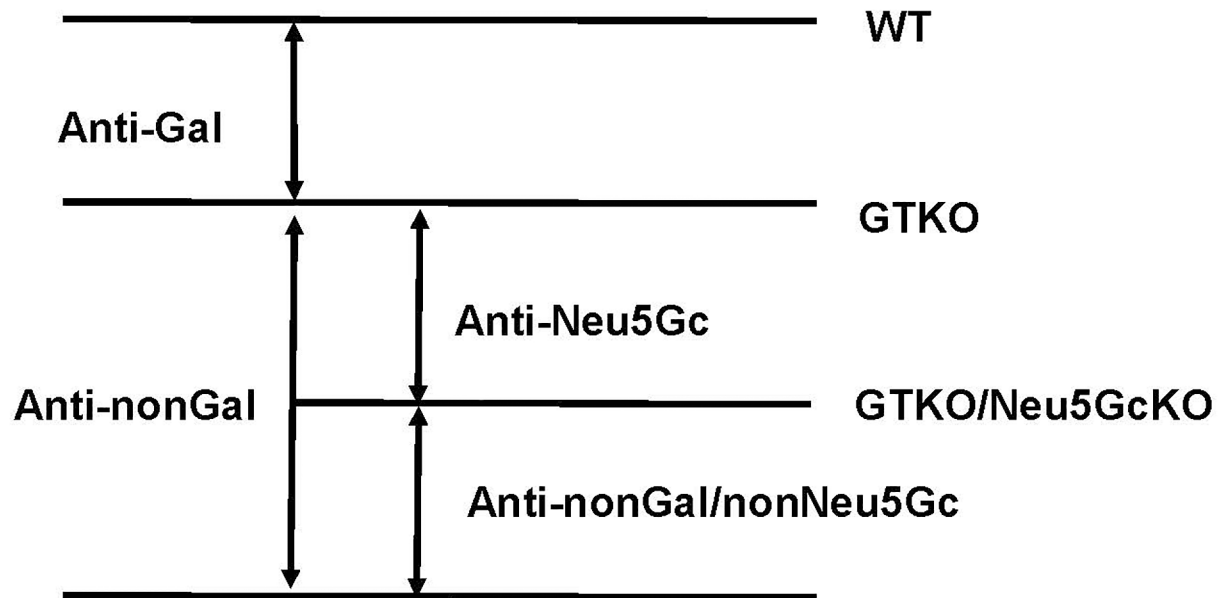 WT
Anti-Gal
GTKO
Anti-Neu5Gc
Anti-nonGal
GTKO/Neu5GcKO
Anti-nonGal/nonNeu5Gc